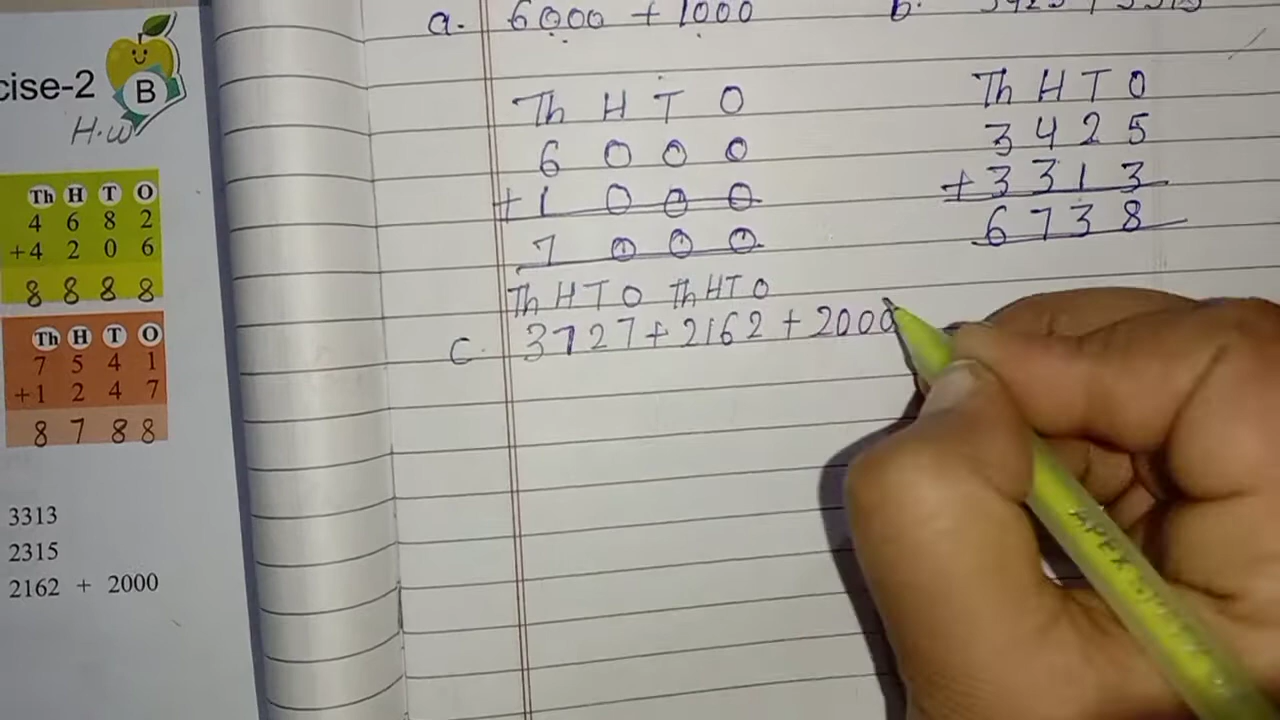 cise-2 B
H.W
Th H T O
4 6 8 2
+4 2 0 6
8 8 8 8
Th H T O
7 5 4 1
+1 2 4 7
8 7 8 8
3313
2315
2162 + 2000
a. 6000 + 1000
b.
Th H T O
6 0 0 0
+ 1 0 0 0
7 0 0 0
Th H T O
3 4 2 5
+ 3 3 1 3
6 7 3 8
Th H T O Th H T O
c. 3727 + 2162 + 2000
APEX